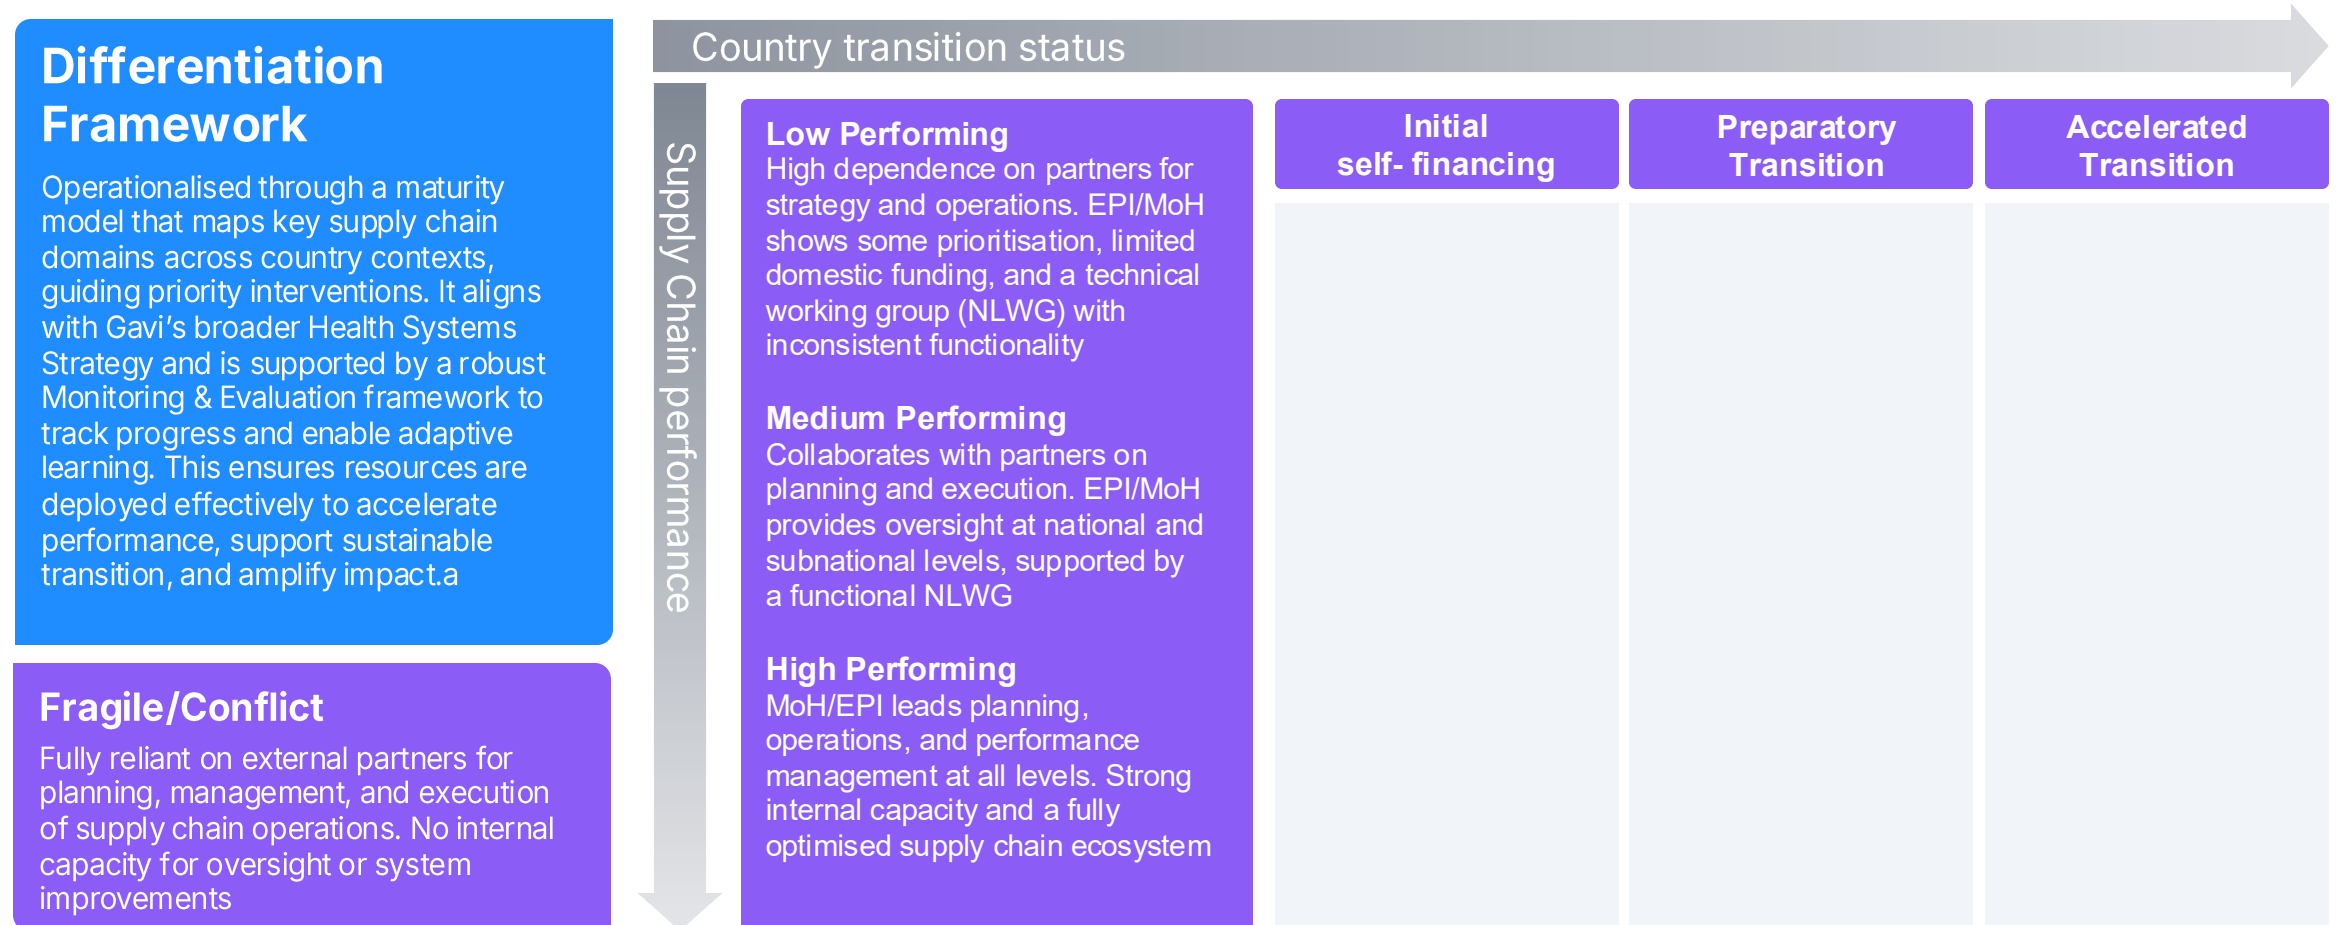 Differentiation
Framework
Operationalised through a maturity
model that maps key supply chain
domains across country contexts,
guiding priority interventions. It aligns
with Gavi’s broader Health Systems
Strategy and is supported by a robust
Monitoring & Evaluation framework to
track progress and enable adaptive
learning. This ensures resources are
deployed effectively to accelerate
performance, support sustainable
transition, and amplify impact.a
Fragile/Conflict
Fully reliant on external partners for
planning, management, and execution
of supply chain operations. No internal
capacity for oversight or system
improvements
Country transition status
Supply Chain performance
Low Performing
High dependence on partners for
strategy and operations. EPI/MoH
shows some prioritisation, limited
domestic funding, and a technical
working group (NLWG) with
inconsistent functionality
Medium Performing
Collaborates with partners on
planning and execution. EPI/MoH
provides oversight at national and
subnational levels, supported by
a functional NLWG
High Performing
MoH/EPI leads planning,
operations, and performance
management at all levels. Strong
internal capacity and a fully
optimised supply chain ecosystem
Initial
self- financing
Preparatory
Transition
Accelerated
Transition